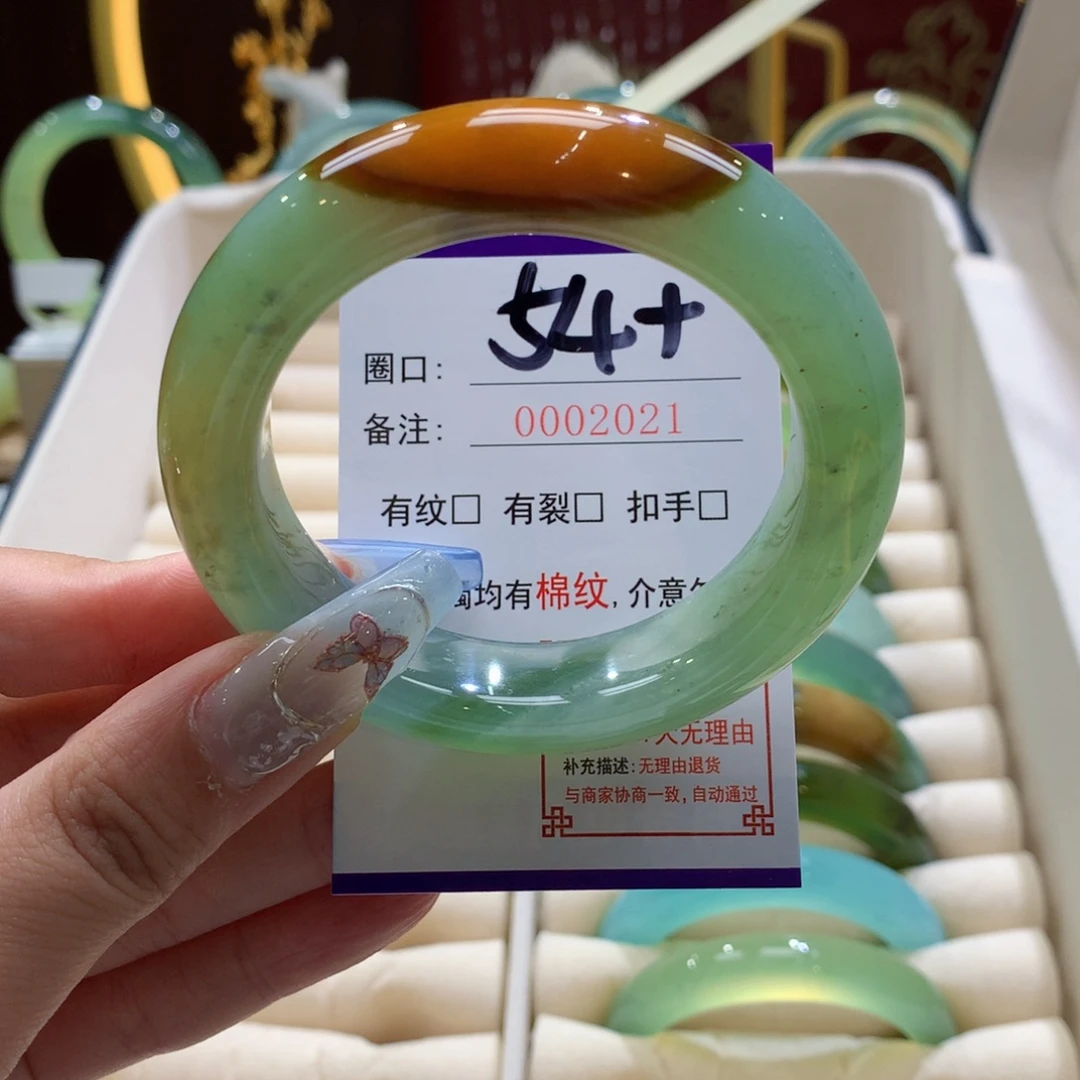 圈口: 54+
备注: 0002021
有纹□ 有裂□ 扣手□
均有棉纹,介意
天无理由
补充描述:无理由退货
与商家协商一致,自动通过